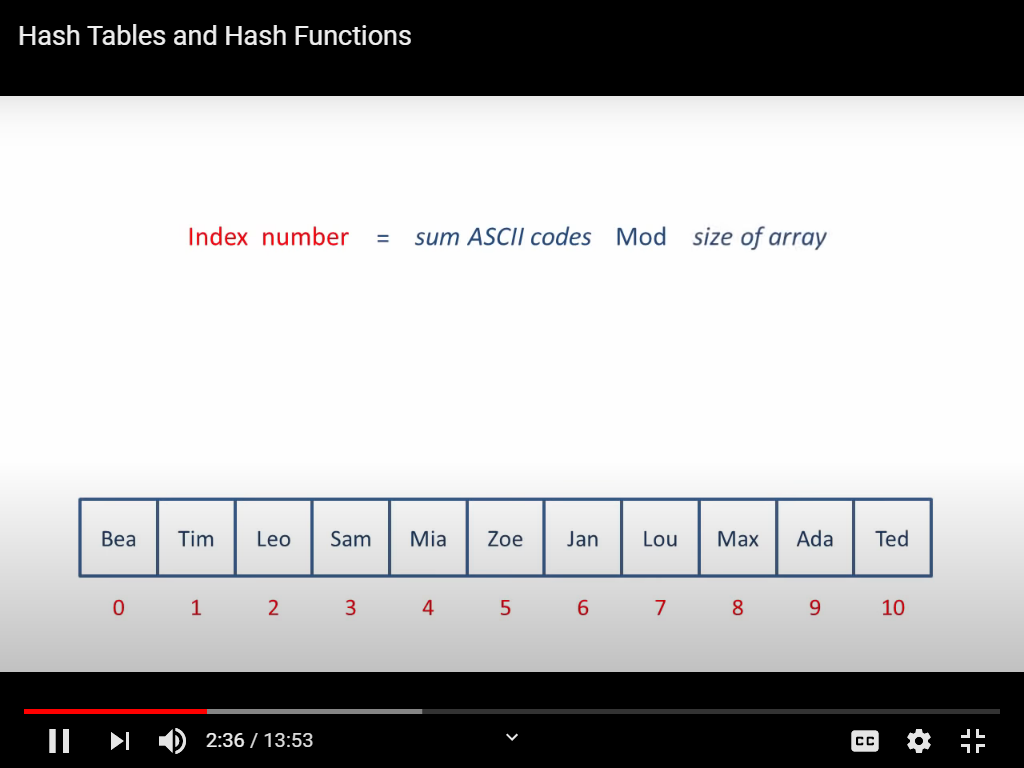 Hash Tables and Hash Functions
Index number = sum ASCII codes Mod size of array
Bea Tim Leo Sam Mia Zoe Jan Lou Max Ada Ted
0 1 2 3 4 5 6 7 8 9 10
2:36 / 13:53 CC